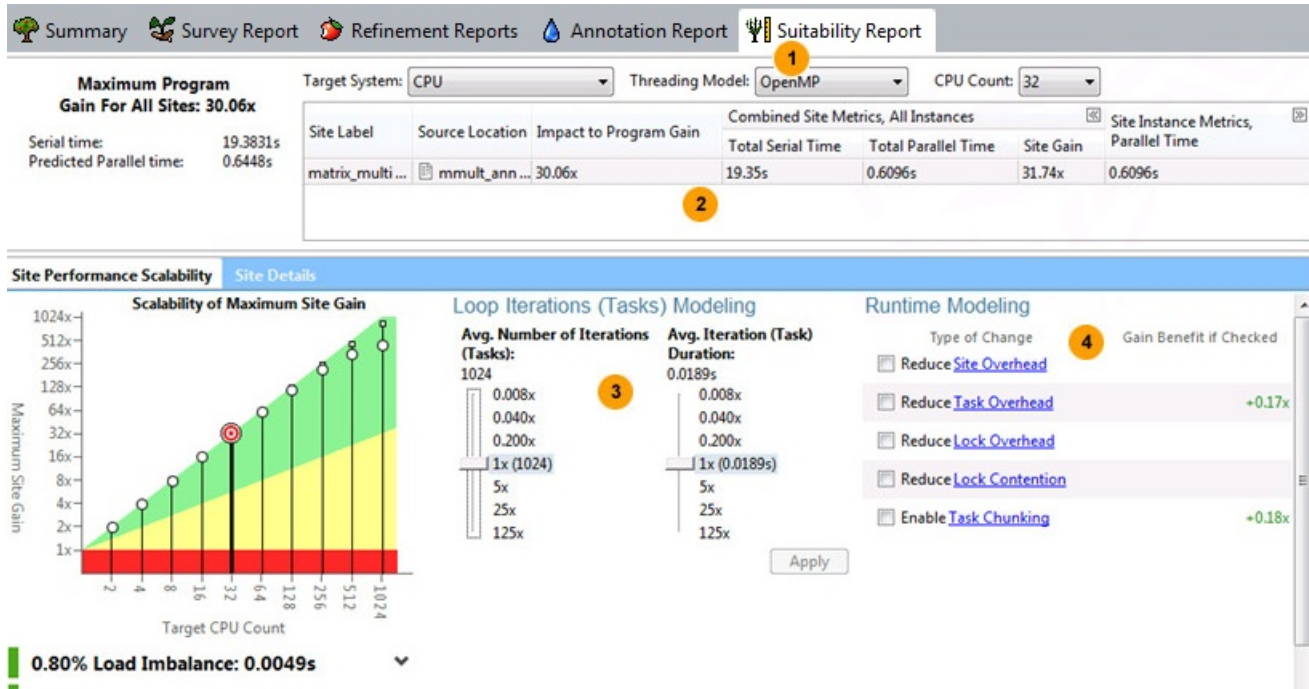 Summary Survey Report Refinement Reports Annotation Report Suitability Report
1
Maximum Program
Gain For All Sites: 30.06x
Serial time: 19.3831s
Predicted Parallel time: 0.6448s
Target System: CPU Threading Model: OpenMP CPU Count: 32
Site Label Source Location Impact to Program Gain Combined Site Metrics, All Instances Site Instance Metrics,
Total Serial Time Total Parallel Time Site Gain Parallel Time
matrix_multi ... mmult_ann ... 30.06x 19.35s 0.6096s 31.74x 0.6096s
2
Site Performance Scalability Site Details
Scalability of Maximum Site Gain
Maximum Site Gain
1024x
512x
256x
128x
64x
32x
16x
8x
4x
2x
1x
2 4 8 16 32 64 128 256 512 1024
Target CPU Count
0.80% Load Imbalance: 0.0049s
Loop Iterations (Tasks) Modeling
Avg. Number of Iterations
(Tasks):
1024
0.008x
0.040x
0.200x
1x (1024)
5x
25x
125x
3
Avg. Iteration (Task)
Duration:
0.0189s
0.008x
0.040x
0.200x
1x (0.0189s)
5x
25x
125x
Apply
Runtime Modeling
Type of Change 4 Gain Benefit if Checked
Reduce Site Overhead
Reduce Task Overhead +0.17x
Reduce Lock Overhead
Reduce Lock Contention
Enable Task Chunking +0.18x